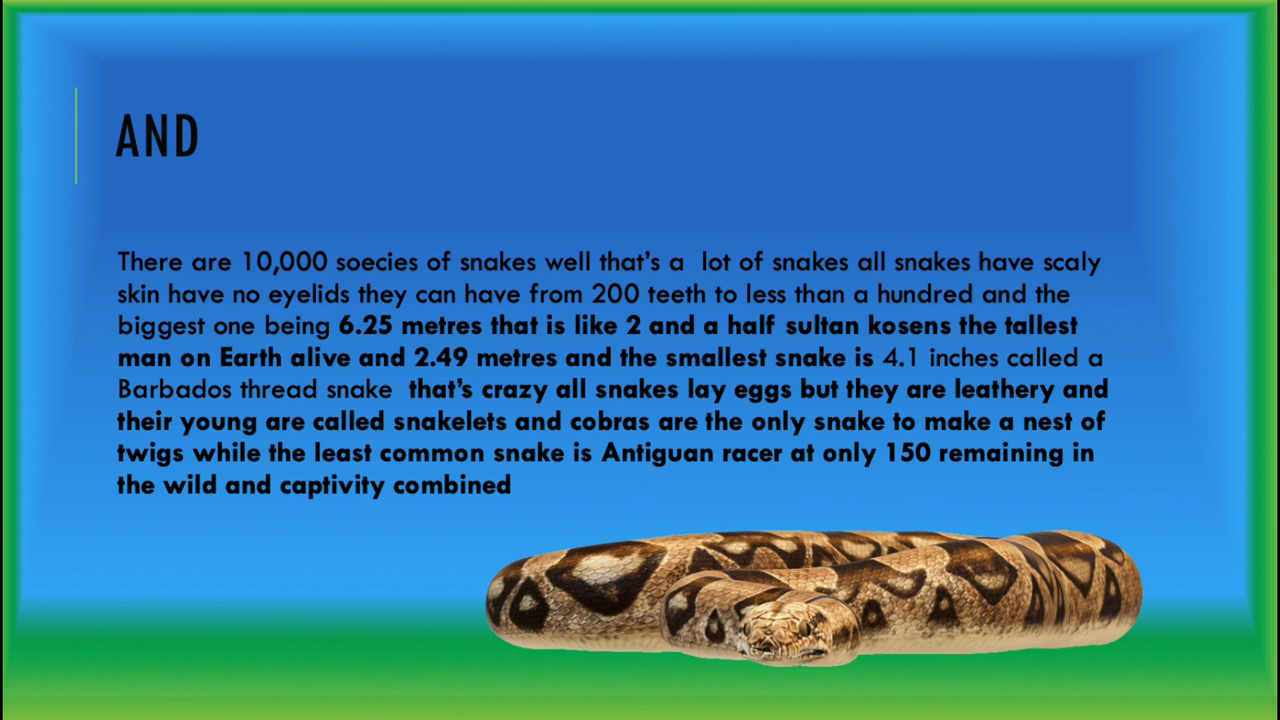 AND
There are 10,000 soecies of snakes well that’s a  lot of snakes all snakes have scaly
skin have no eyelids they can have from 200 teeth to less than a hundred and the
biggest one being 6.25 metres that is like 2 and a half sultan kosens the tallest
man on Earth alive and 2.49 metres and the smallest snake is 4.1 inches called a
Barbados thread snake  that’s crazy all snakes lay eggs but they are leathery and
their young are called snakelets and cobras are the only snake to make a nest of
twigs while the least common snake is Antiguan racer at only 150 remaining in
the wild and captivity combined